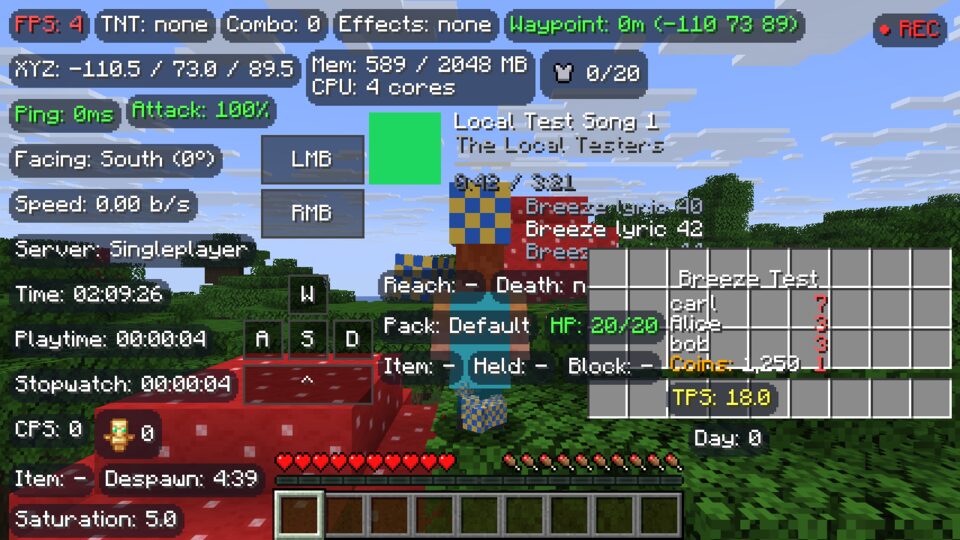 FPS: 4
TNT: none
Combo: 0
Effects: none
Waypoint: 0m (-110 73 89)
REC
XYZ: -110.5 / 73.0 / 89.5
Mem: 589 / 2048 MB
CPU: 4 cores
0/20
Ping: 0ms
Attack: 100%
Local Test Song 1
The Local Testers
0:42 / 3:21
Facing: South (0°)
LMB
Speed: 0.00 b/s
RMB
Breeze lyric 40
Breeze lyric 42
Breeze
Server: Singleplayer
Reach: -
Death: n
Breeze Test
Time: 02:09:26
W
carl 7
Alice 3
Pack: Default
HP: 20/20
Playtime: 00:00:04
A
S
D
bob 3
Item: -
Held: -
Block: -
Coins: 1,250 1
Stopwatch: 00:00:04
^
TPS: 18.0
CPS: 0
0
Day: 0
Item: -
Despawn: 4:39
Saturation: 5.0